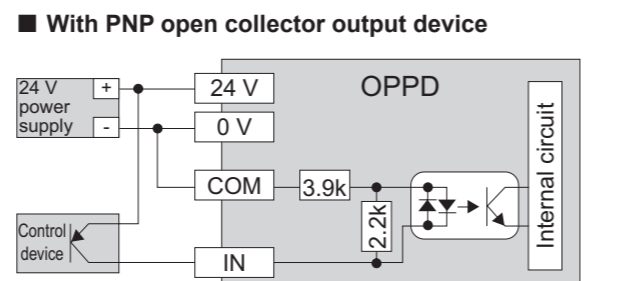 ■ With PNP open collector output device
24 V
power
supply
+
-
24 V
0 V
OPPD
COM
3.9k
2.2k
IN
Control
device
Internal circuit